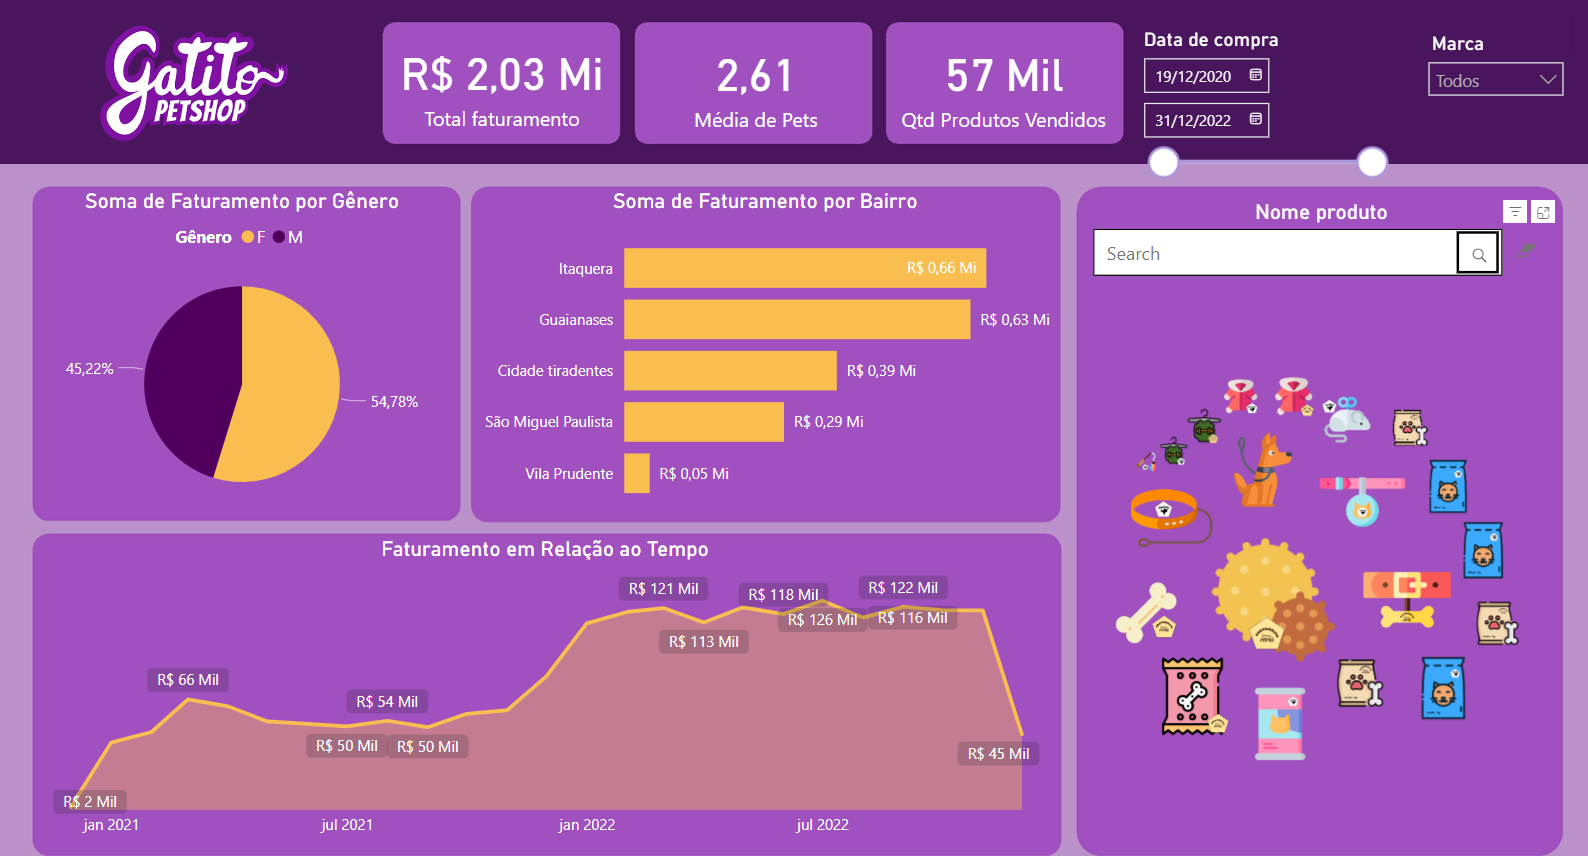 Gatito
PETSHOP
R$ 2,03 Mi
Total faturamento
2,61
Média de Pets
57 Mil
Qtd Produtos Vendidos
Data de compra
19/12/2020
31/12/2022
Marca
Todos
Soma de Faturamento por Gênero
Gênero F M
45,22%
54,78%
Soma de Faturamento por Bairro
Itaquera R$ 0,66 Mi
Guaianases R$ 0,63 Mi
Cidade tiradentes R$ 0,39 Mi
São Miguel Paulista R$ 0,29 Mi
Vila Prudente R$ 0,05 Mi
Nome produto
Search
Faturamento em Relação ao Tempo
R$ 2 Mil
R$ 66 Mil
R$ 50 Mil
R$ 54 Mil
R$ 50 Mil
R$ 121 Mil
R$ 113 Mil
R$ 118 Mil
R$ 126 Mil
R$ 122 Mil
R$ 116 Mil
R$ 45 Mil
jan 2021
jul 2021
jan 2022
jul 2022